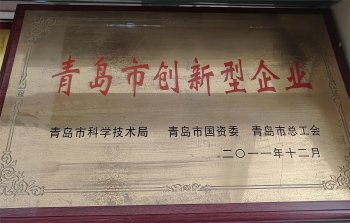 青岛市创新型企业
青岛市科学技术局 青岛市国资委 青岛市总工会
二〇一一年十二月